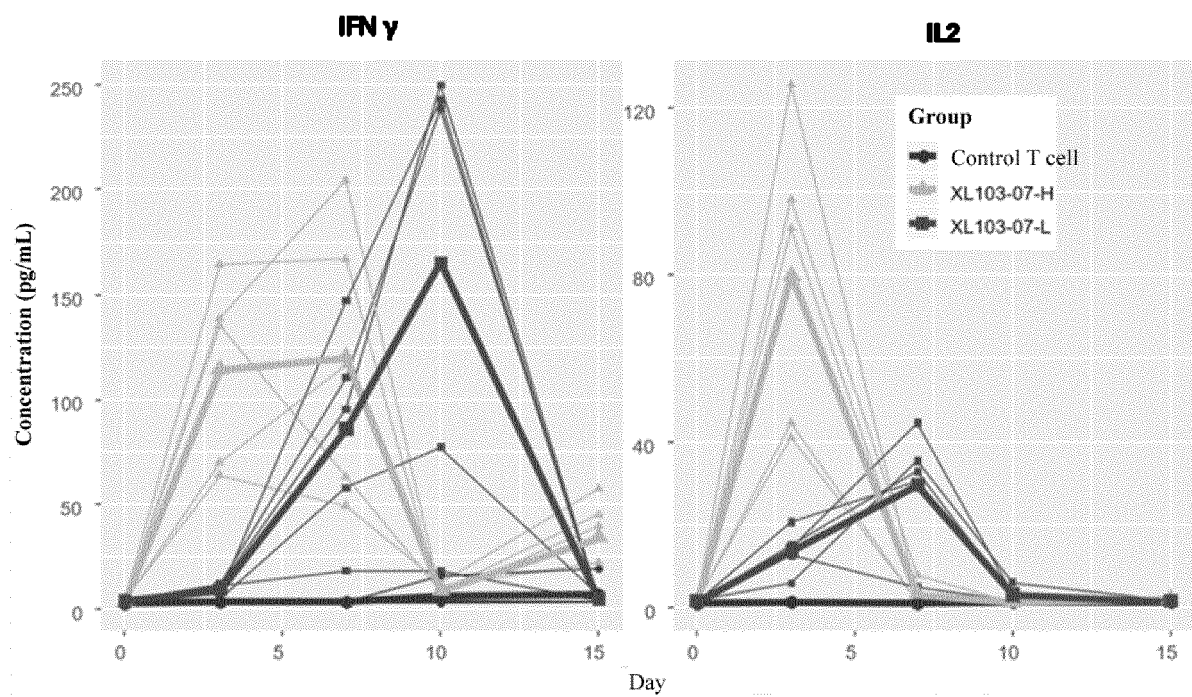 IFN γ
IL2
Concentration (pg/mL)
250
200
150
100
50
0
0
5
10
15
120
80
40
0
0
5
10
15
Group
Control T cell
XL103-07-H
XL103-07-L
Day